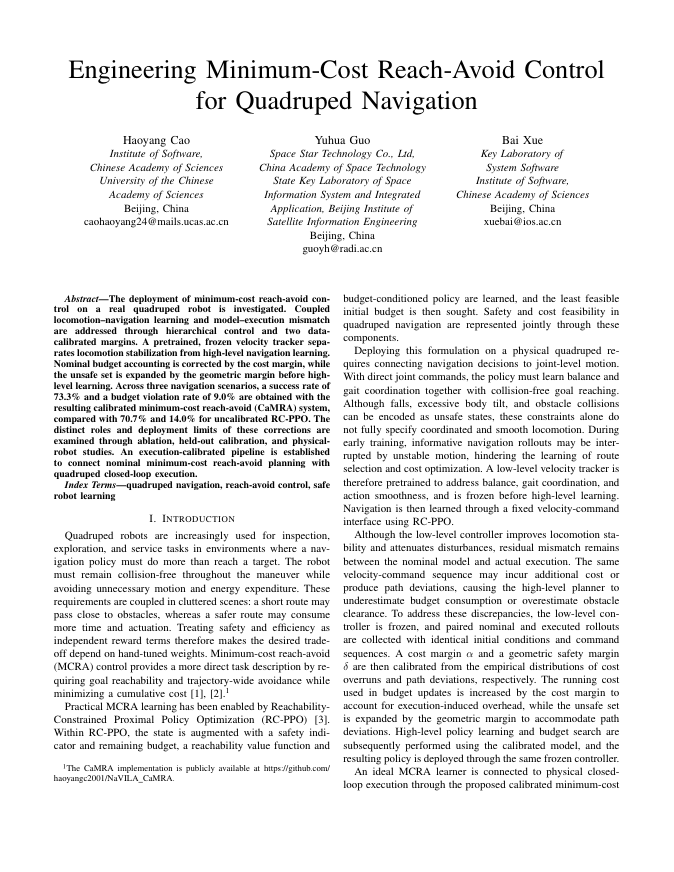 Engineering Minimum-Cost Reach-Avoid Control
for Quadruped Navigation
Haoyang Cao
Institute of Software,
Chinese Academy of Sciences
University of the Chinese
Academy of Sciences
Beijing, China
caohaoyang24@mails.ucas.ac.cn
Yuhua Guo
Space Star Technology Co., Ltd,
China Academy of Space Technology
State Key Laboratory of Space
Information System and Integrated
Application, Beijing Institute of
Satellite Information Engineering
Beijing, China
guoyh@radi.ac.cn
Bai Xue
Key Laboratory of
System Software
Institute of Software,
Chinese Academy of Sciences
Beijing, China
xuebai@ios.ac.cn
Abstract—The deployment of minimum-cost reach-avoid con-
trol on a real quadruped robot is investigated. Coupled
locomotion–navigation learning and model–execution mismatch
are addressed through hierarchical control and two data-
calibrated margins. A pretrained, frozen velocity tracker sepa-
rates locomotion stabilization from high-level navigation learning.
Nominal budget accounting is corrected by the cost margin, while
the unsafe set is expanded by the geometric margin before high-
level learning. Across three navigation scenarios, a success rate of
73.3% and a budget violation rate of 9.0% are obtained with the
resulting calibrated minimum-cost reach-avoid (CaMRA) system,
compared with 70.7% and 14.0% for uncalibrated RC-PPO. The
distinct roles and deployment limits of these corrections are
examined through ablation, held-out calibration, and physical-
robot studies. An execution-calibrated pipeline is established
to connect nominal minimum-cost reach-avoid planning with
quadruped closed-loop execution.
Index Terms—quadruped navigation, reach-avoid control, safe
robot learning
I. INTRODUCTION
Quadruped robots are increasingly used for inspection,
exploration, and service tasks in environments where a nav-
igation policy must do more than reach a target. The robot
must remain collision-free throughout the maneuver while
avoiding unnecessary motion and energy expenditure. These
requirements are coupled in cluttered scenes: a short route may
pass close to obstacles, whereas a safer route may consume
more time and actuation. Treating safety and efficiency as
independent reward terms therefore makes the desired trade-
off depend on hand-tuned weights. Minimum-cost reach-avoid
(MCRA) control provides a more direct task description by re-
quiring goal reachability and trajectory-wide avoidance while
minimizing a cumulative cost [1], [2].1
Practical MCRA learning has been enabled by Reachability-
Constrained Proximal Policy Optimization (RC-PPO) [3].
Within RC-PPO, the state is augmented with a safety indi-
cator and remaining budget, a reachability value function and
1The CaMRA implementation is publicly available at https://github.com/
haoyangc2001/NaVILA_CaMRA.
budget-conditioned policy are learned, and the least feasible
initial budget is then sought. Safety and cost feasibility in
quadruped navigation are represented jointly through these
components.
Deploying this formulation on a physical quadruped re-
quires connecting navigation decisions to joint-level motion.
With direct joint commands, the policy must learn balance and
gait coordination together with collision-free goal reaching.
Although falls, excessive body tilt, and obstacle collisions
can be encoded as unsafe states, these constraints alone do
not fully specify coordinated and smooth locomotion. During
early training, informative navigation rollouts may be inter-
rupted by unstable motion, hindering the learning of route
selection and cost optimization. A low-level velocity tracker is
therefore pretrained to address balance, gait coordination, and
action smoothness, and is frozen before high-level learning.
Navigation is then learned through a fixed velocity-command
interface using RC-PPO.
Although the low-level controller improves locomotion sta-
bility and attenuates disturbances, residual mismatch remains
between the nominal model and actual execution. The same
velocity-command sequence may incur additional cost or
produce path deviations, causing the high-level planner to
underestimate budget consumption or overestimate obstacle
clearance. To address these discrepancies, the low-level con-
troller is frozen, and paired nominal and executed rollouts
are collected with identical initial conditions and command
sequences. A cost margin α and a geometric safety margin
δ are then calibrated from the empirical distributions of cost
overruns and path deviations, respectively. The running cost
used in budget updates is increased by the cost margin to
account for execution-induced overhead, while the unsafe set
is expanded by the geometric margin to accommodate path
deviations. High-level policy learning and budget search are
subsequently performed using the calibrated model, and the
resulting policy is deployed through the same frozen controller.
An ideal MCRA learner is connected to physical closed-
loop execution through the proposed calibrated minimum-cost